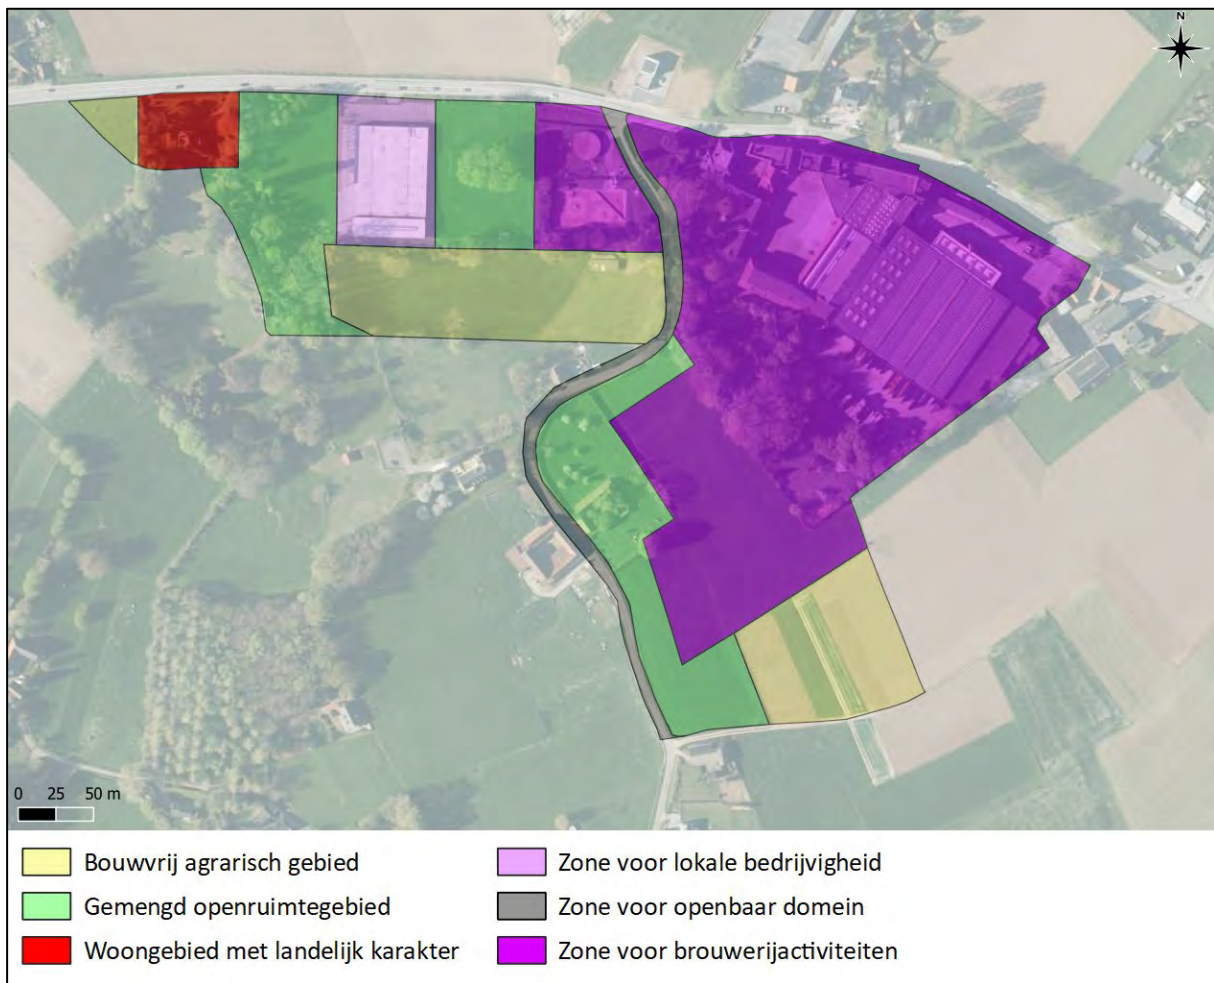 N
0 25 50 m
Bouwvrij agrarisch gebied
Gemengd openruimtegebied
Woongebied met landelijk karakter
Zone voor lokale bedrijvigheid
Zone voor openbaar domein
Zone voor brouwerijactiviteiten